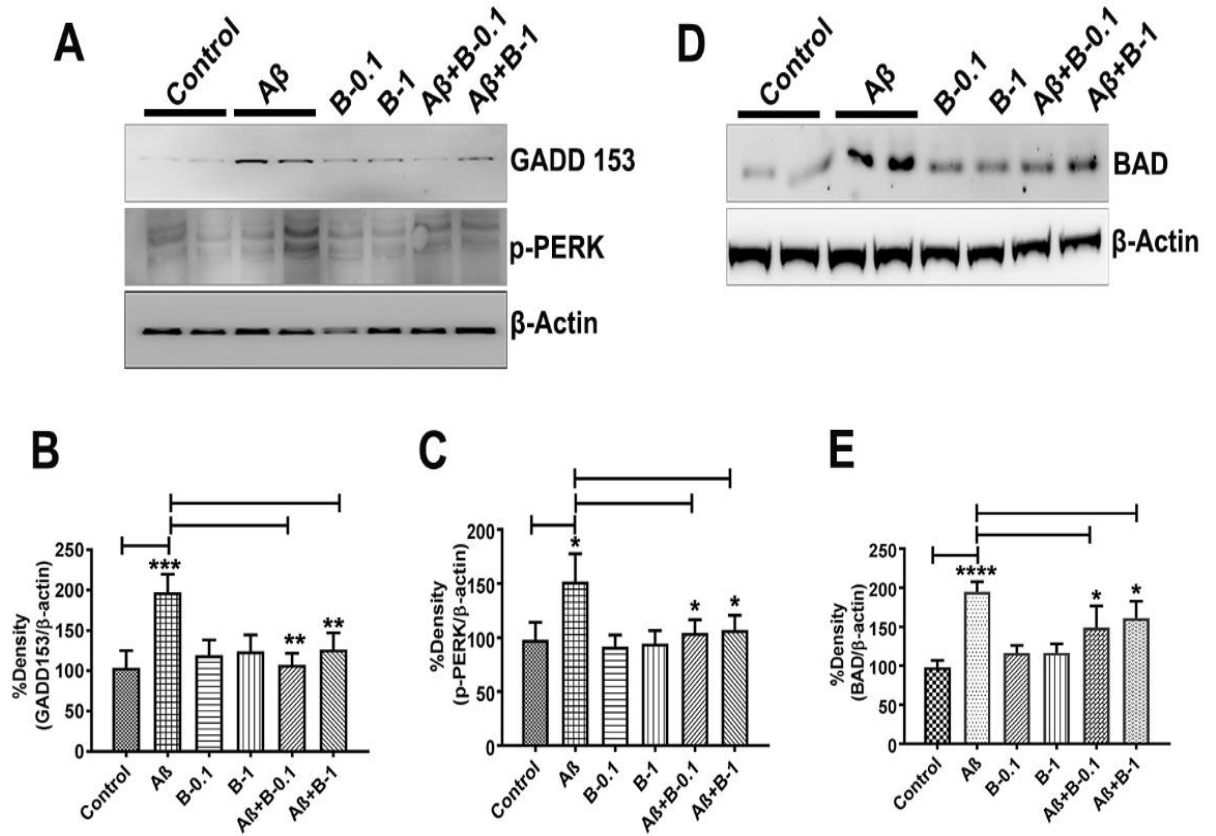 A
Control
Aβ
B-0.1
B-1
Aβ+B-0.1
Aβ+B-1
GADD 153
p-PERK
β-Actin
D
Control
Aβ
B-0.1
B-1
Aβ+B-0.1
Aβ+B-1
BAD
β-Actin
B
%Density
(GADD153/β-actin)
250
200
150
100
50
0
***
**
**
Control
Aβ
B-0.1
B-1
Aβ+B-0.1
Aβ+B-1
C
%Density
(p-PERK/β-actin)
200
150
100
50
0
*
*
*
Control
Aβ
B-0.1
B-1
Aβ+B-0.1
Aβ+B-1
E
%Density
(BAD/β-actin)
250
200
150
100
50
0
****
*
*
Control
Aβ
B-0.1
B-1
Aβ+B-0.1
Aβ+B-1